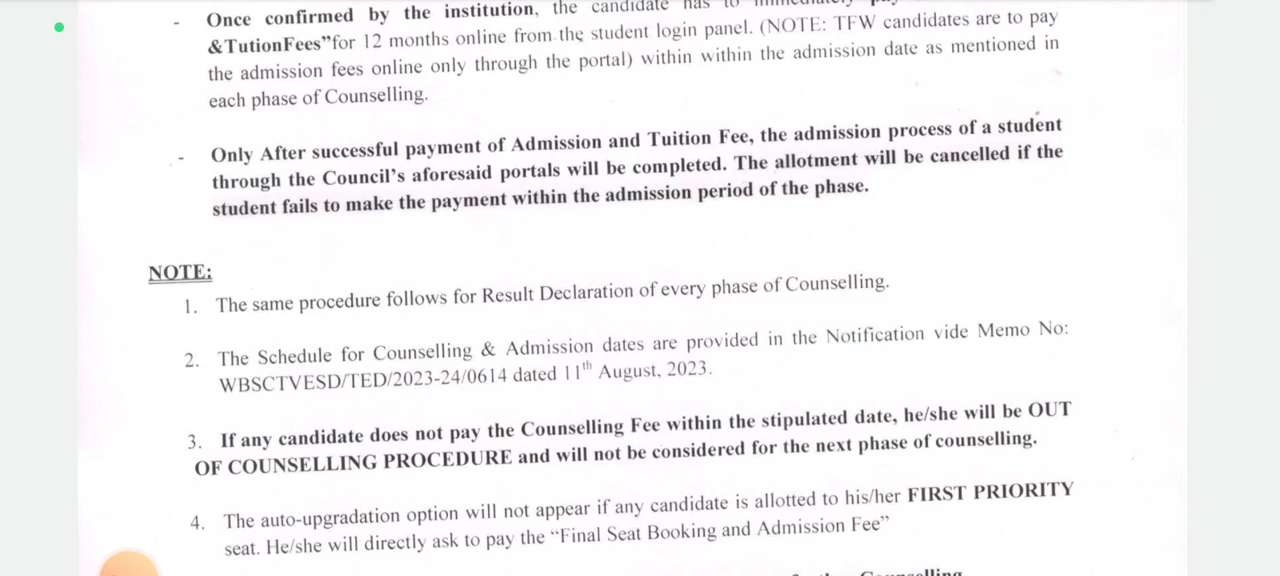 - Once confirmed by the institution, the candidate has to
&TutionFees”for 12 months online from the student login panel. (NOTE: TFW candidates are to pay
the admission fees online only through the portal) within within the admission date as mentioned in
each phase of Counselling.
- Only After successful payment of Admission and Tuition Fee, the admission process of a student
through the Council’s aforesaid portals will be completed. The allotment will be cancelled if the
student fails to make the payment within the admission period of the phase.
NOTE:
1. The same procedure follows for Result Declaration of every phase of Counselling.
2. The Schedule for Counselling & Admission dates are provided in the Notification vide Memo No:
WBSCTVESD/TED/2023-24/0614 dated 11th August, 2023.
3. If any candidate does not pay the Counselling Fee within the stipulated date, he/she will be OUT
OF COUNSELLING PROCEDURE and will not be considered for the next phase of counselling.
4. The auto-upgradation option will not appear if any candidate is allotted to his/her FIRST PRIORITY
seat. He/she will directly ask to pay the “Final Seat Booking and Admission Fee”
Counselling